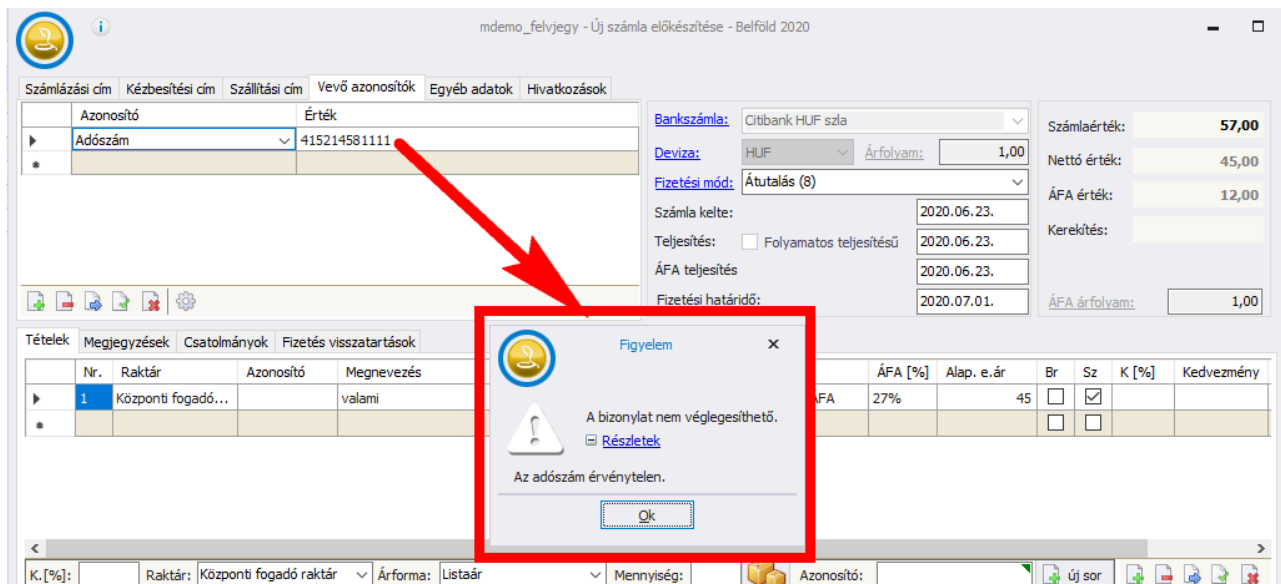 mdemo_felvjegy - Új számla előkészítése - Belföld 2020
Számlázási cím Kézbesítési cím Szállítási cím Vevő azonosítók Egyéb adatok Hivatkozások
Azonosító Érték
Adószám 415214581111
Bankszámla: Citibank HUF szla
Deviza: HUF Árfolyam: 1,00
Fizetési mód: Átutalás (8)
Számla kelte: 2020.06.23.
Teljesítés: Folyamatos teljesítésű 2020.06.23.
ÁFA teljesítés 2020.06.23.
Fizetési határidő: 2020.07.01.
Számlaérték: 57,00
Nettó érték: 45,00
ÁFA érték: 12,00
Kerekítés:
ÁFA árfolyam: 1,00
Tételek Megjegyzések Csatolmányok Fizetés visszatartások
Nr. Raktár Azonosító Megnevezés ÁFA [%] Alap. e.ár Br Sz K [%] Kedvezmény
1 Központi fogadó... valami ÁFA 27% 45
Figyelem
A bizonylat nem véglegesíthető.
Részletek
Az adószám érvénytelen.
Ok
K.[%]: Raktár: Központi fogadó raktár Árforma: Listaár Mennyiség: Azonosító: új sor